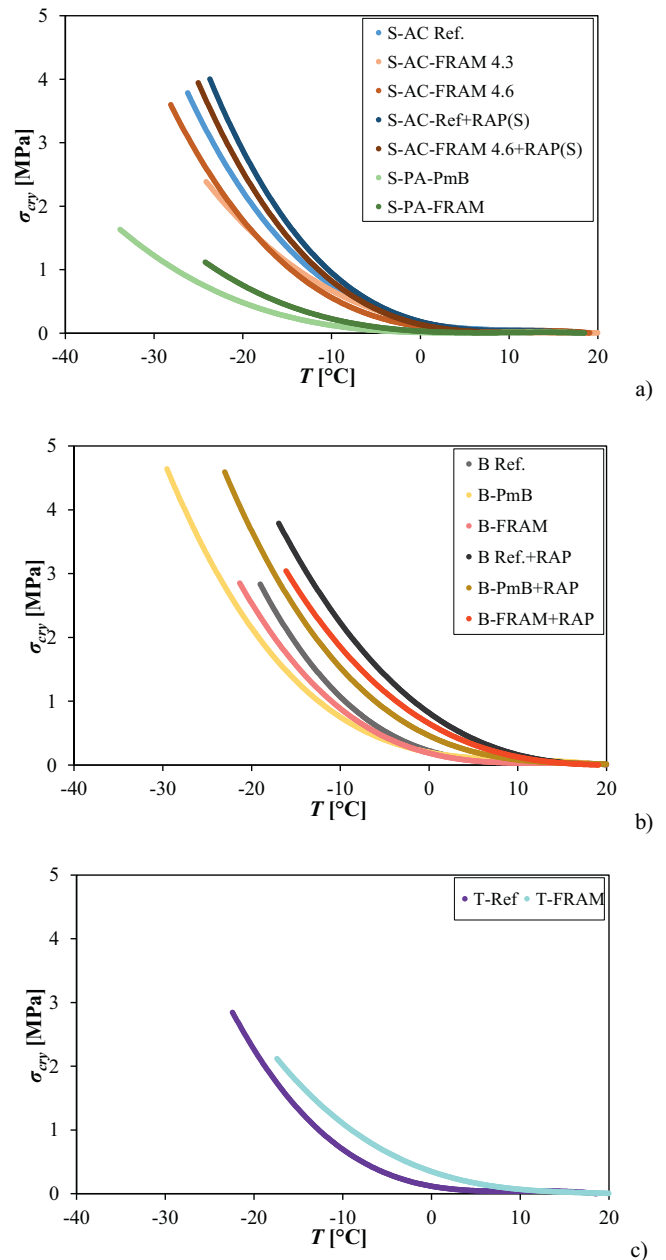 5
4
3
2
1
0
σcry [MPa]
S-AC Ref.
S-AC-FRAM 4.3
S-AC-FRAM 4.6
S-AC-Ref+RAP(S)
S-AC-FRAM 4.6+RAP(S)
S-PA-PmB
S-PA-FRAM
-40 -30 -20 -10 0 10 20
T [°C]
a)
5
4
3
2
1
0
σcry [MPa]
B Ref.
B-PmB
B-FRAM
B Ref.+RAP
B-PmB+RAP
B-FRAM+RAP
-40 -30 -20 -10 0 10 20
T [°C]
b)
5
4
3
2
1
0
σcry [MPa]
T-Ref T-FRAM
-40 -30 -20 -10 0 10 20
T [°C]
c)